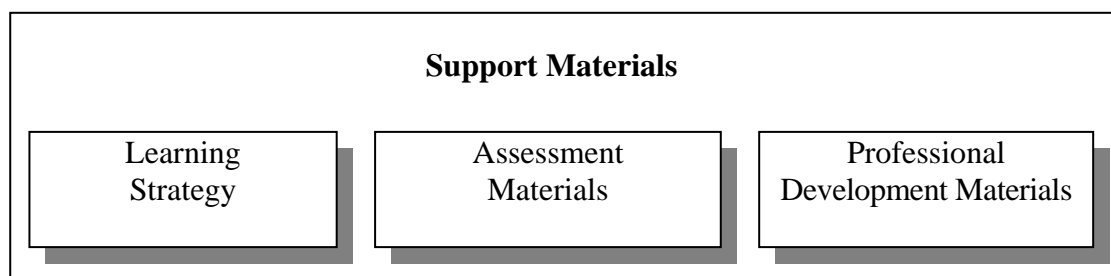 Support Materials
Learning
Strategy
Assessment
Materials
Professional
Development Materials